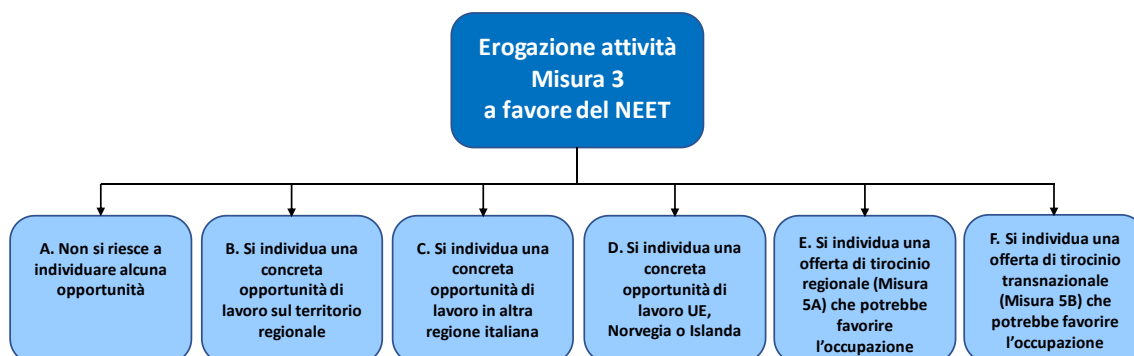 Erogazione attività
Misura 3
a favore del NEET
A. Non si riesce a
individuare alcuna
opportunità
B. Si individua una
concreta
opportunità di
lavoro sul territorio
regionale
C. Si individua una
concreta
opportunità di
lavoro in altra
regione italiana
D. Si individua una
concreta
opportunità di
lavoro UE,
Norvegia o Islanda
E. Si individua una
offerta di tirocinio
regionale (Misura
5A) che potrebbe
favorire
l’occupazione
F. Si individua una
offerta di tirocinio
transnazionale
(Misura 5B) che
potrebbe favorire
l’occupazione